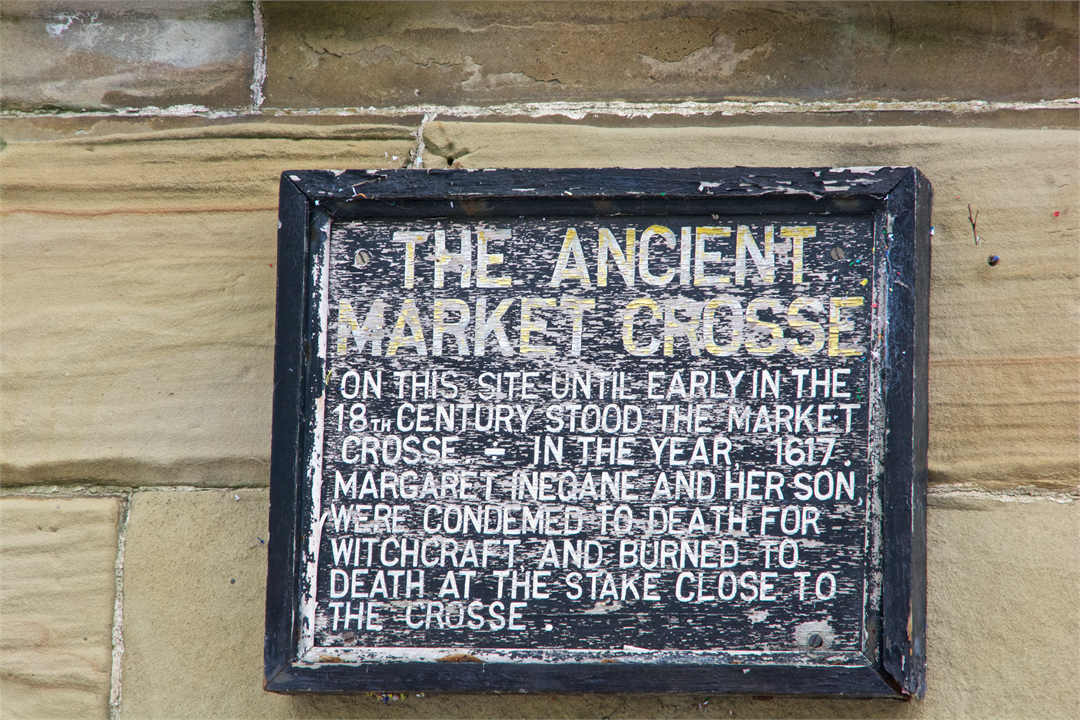 THE ANCIENT
MARKET CROSSE
ON THIS SITE UNTIL EARLY IN THE
18TH CENTURY STOOD THE MARKET
CROSSE ÷ IN THE YEAR, 1617.
MARGARET INEQANE AND HER SON,
WERE CONDEMED TO DEATH FOR
WITCHCRAFT, AND BURNED TO
DEATH AT THE STAKE CLOSE TO
THE CROSSE.